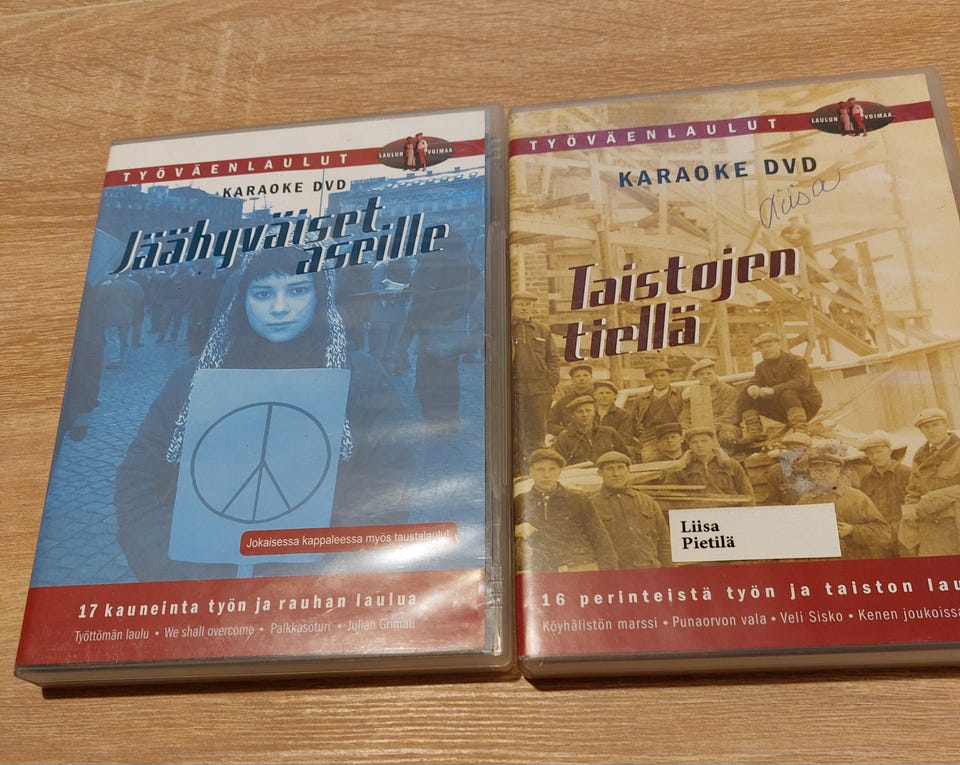 TYÖVÄENLAULUT
LAULUN VOIMAA
KARAOKE DVD
Jäähyväiset
aseille
Jokaisessa kappaleessa myös taustalaulu!
17 kauneinta työn ja rauhan laulua
Työttömän laulu • We shall overcome • Palkkasoturi • Julian Grimau
TYÖVÄENLAULUT
LAULUN VOIMAA
KARAOKE DVD
Liisa
Taistojen
tiellä
Liisa
Pietilä
16 perinteistä työn ja taiston lau
Köyhälistön marssi • Punaorvon vala • Veli Sisko • Kenen joukoissa